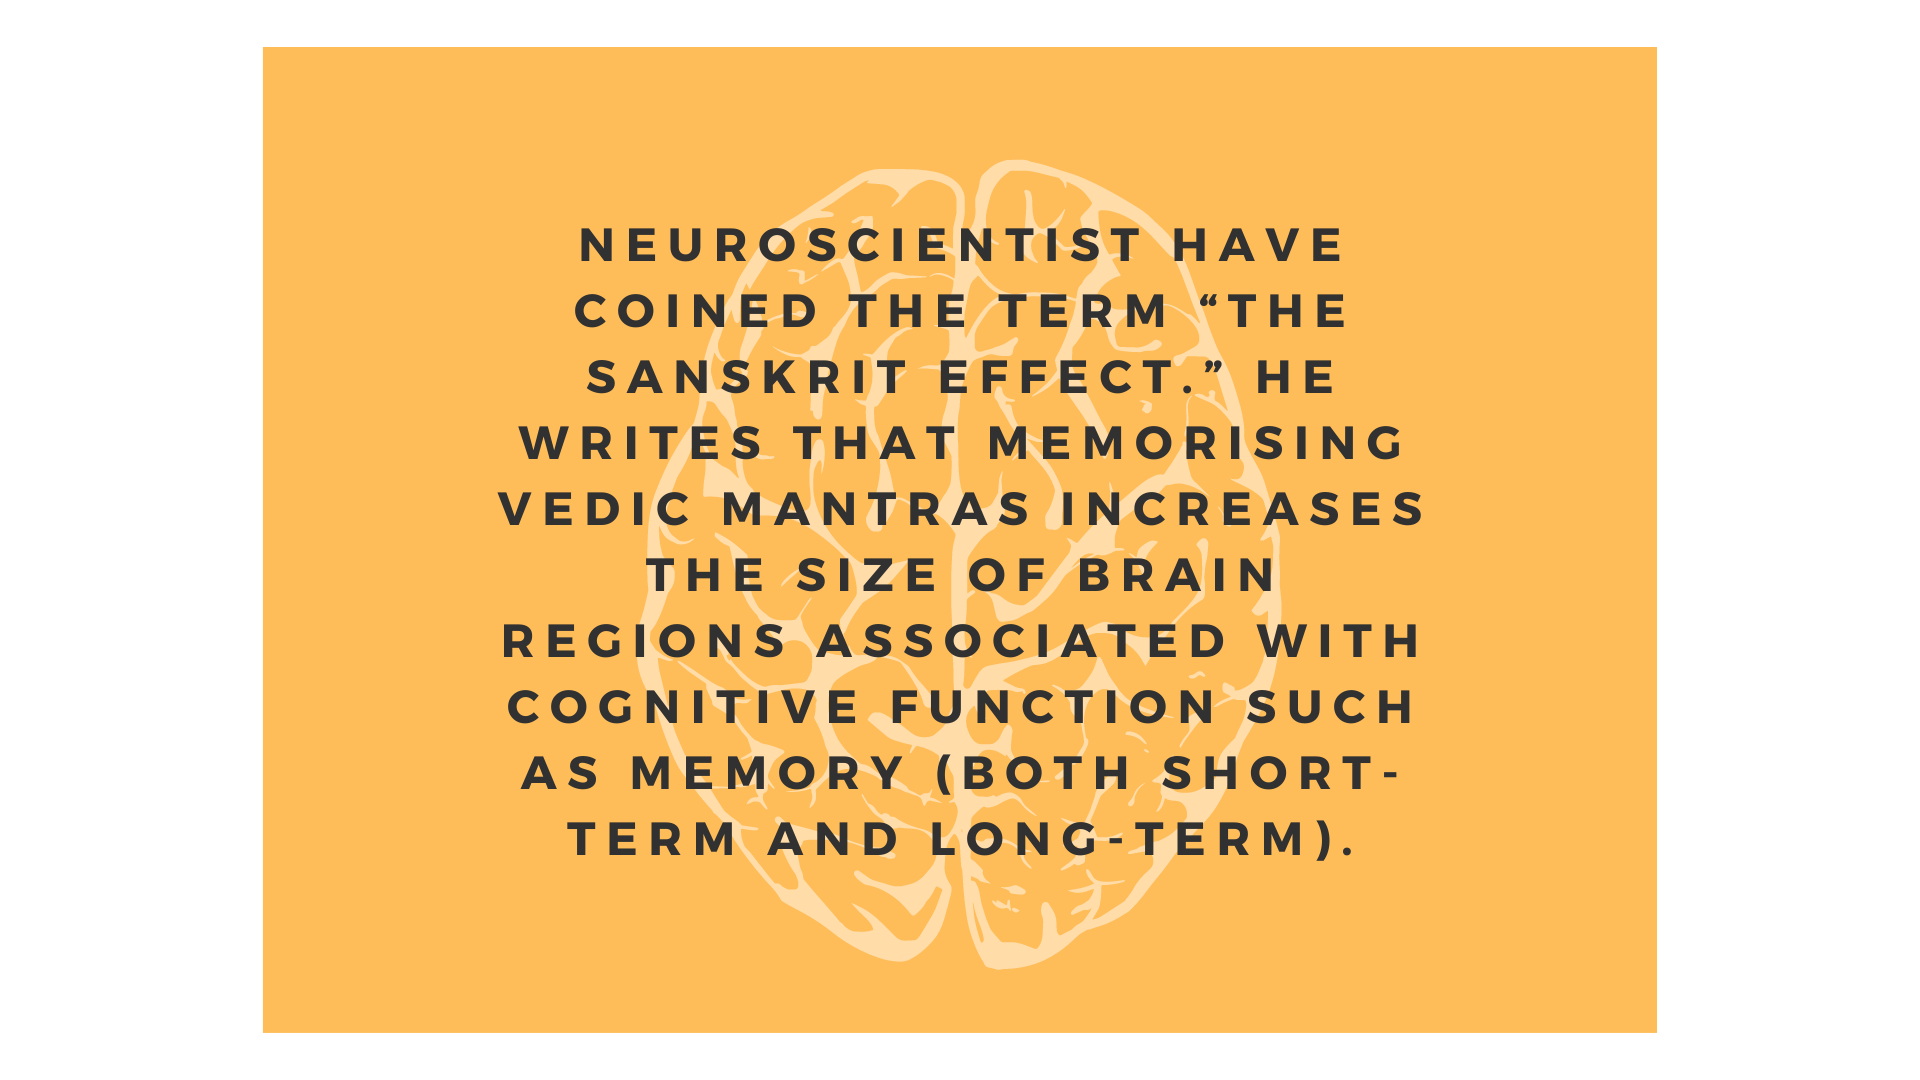 NEUROSCIENTIST HAVE
COINED THE TERM “THE
SANSKRIT EFFECT.” HE
WRITES THAT MEMORISING
VEDIC MANTRAS INCREASES
THE SIZE OF BRAIN
REGIONS ASSOCIATED WITH
COGNITIVE FUNCTION SUCH
AS MEMORY (BOTH SHORT-
TERM AND LONG-TERM).